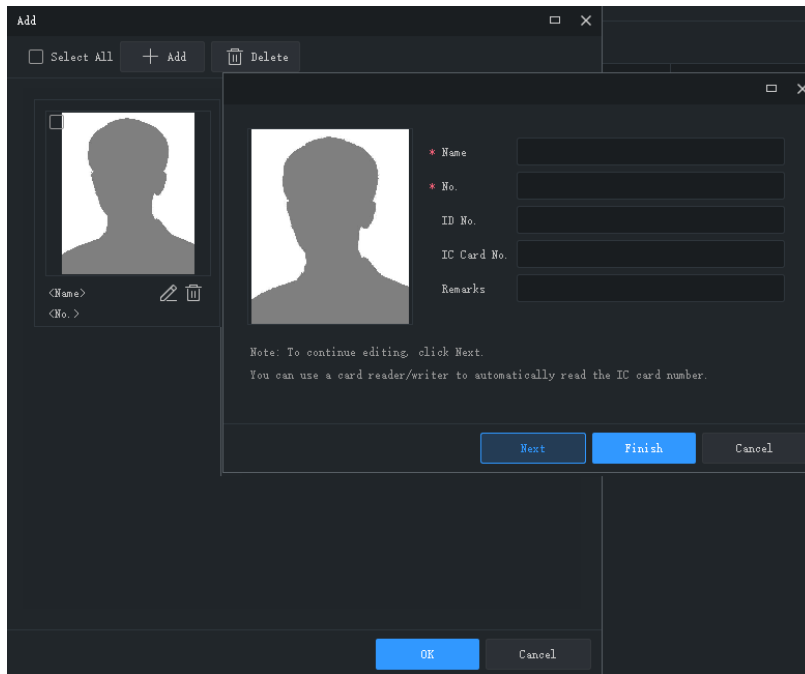 Add
Select All
Add
Delete
* Name
* No.
ID No.
IC Card No.
Remarks
<Name>
<No.>
Note: To continue editing, click Next.
You can use a card reader/writer to automatically read the IC card number.
Next
Finish
Cancel
OK
Cancel